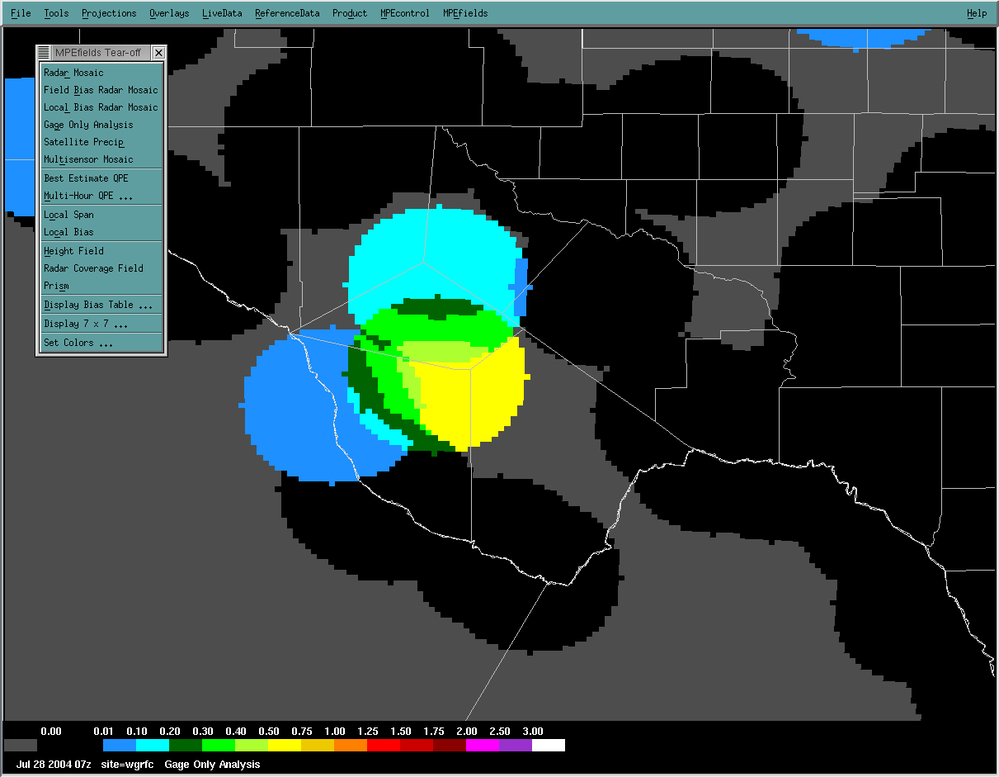 File Tools Projections Overlays LiveData ReferenceData Product MPEcontrol MPEfields Help
MPEfields Tear-off
Radar Mosaic
Field Bias Radar Mosaic
Local Bias Radar Mosaic
Gage Only Analysis
Satellite Precip
Multisensor Mosaic
Best Estimate QPE
Multi-Hour QPE ...
Local Span
Local Bias
Height Field
Radar Coverage Field
Prism
Display Bias Table ...
Display 7 x 7 ...
Set Colors ...
0.00 0.01 0.10 0.20 0.30 0.40 0.50 0.75 1.00 1.25 1.50 1.75 2.00 2.50 3.00
Jul 28 2004 07z site=wgrfc Gage Only Analysis